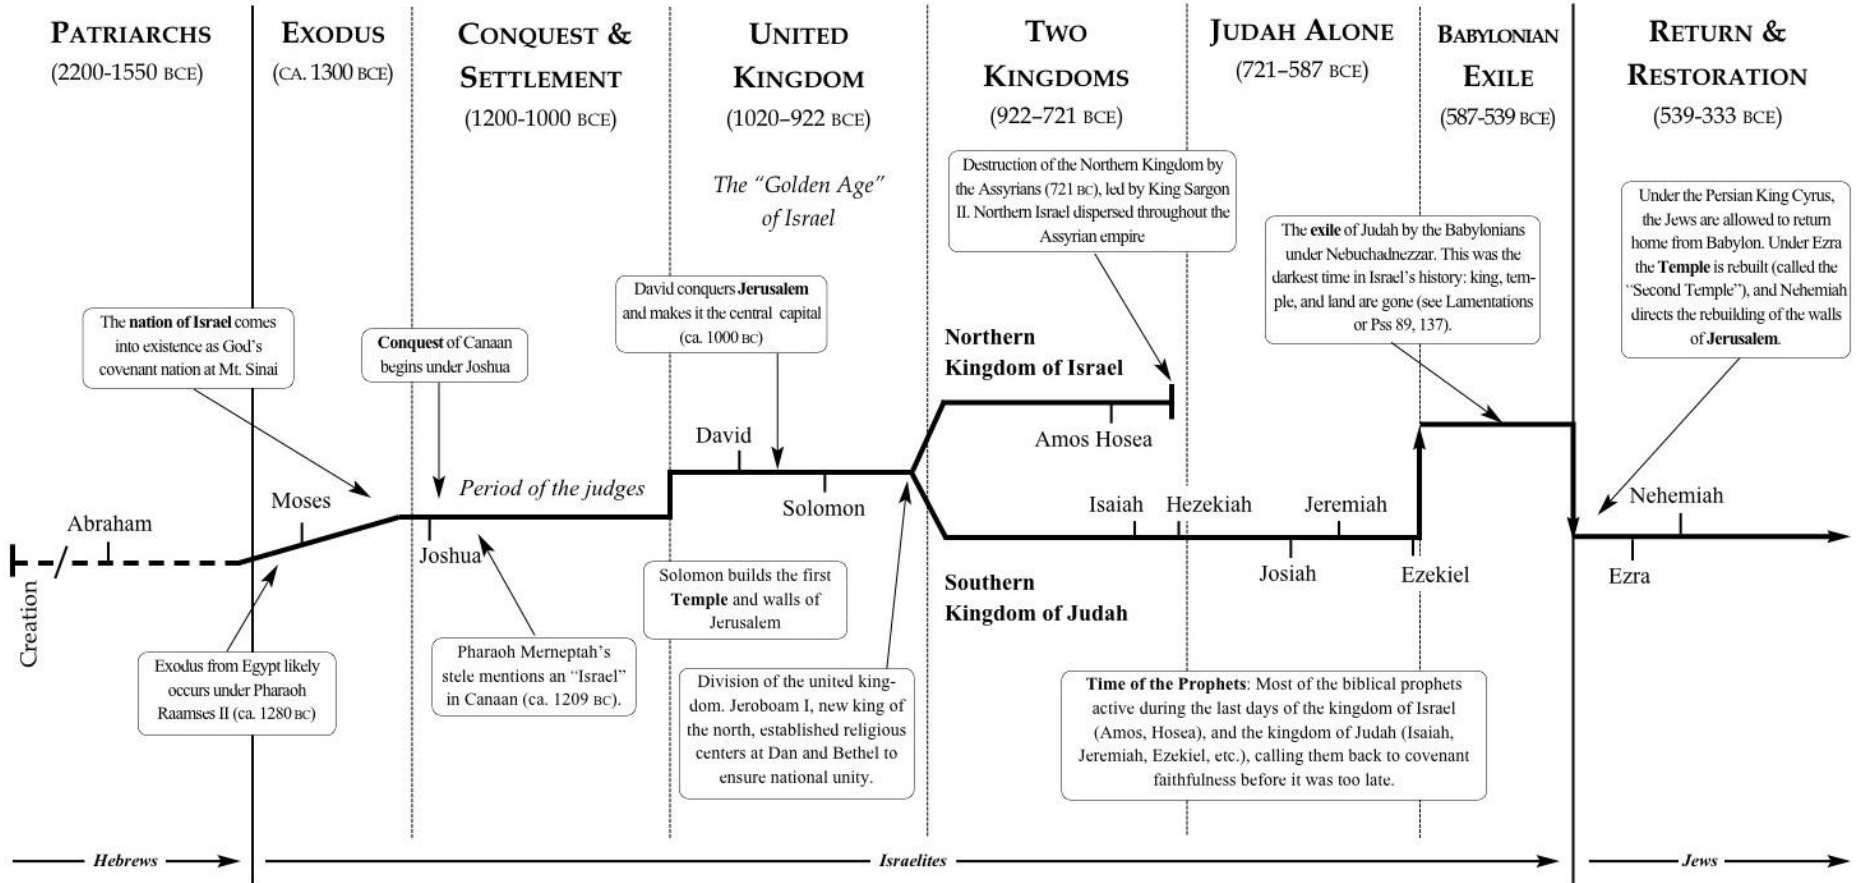 PATRIARCHS
(2200-1550 BCE)
EXODUS
(CA. 1300 BCE)
CONQUEST &
SETTLEMENT
(1200-1000 BCE)
UNITED
KINGDOM
(1020–922 BCE)
The “Golden Age”
of Israel
TWO
KINGDOMS
(922–721 BCE)
JUDAH ALONE
(721–587 BCE)
BABYLONIAN
EXILE
(587-539 BCE)
RETURN &
RESTORATION
(539-333 BCE)
Destruction of the Northern Kingdom by
the Assyrians (721 BC), led by King Sargon
II. Northern Israel dispersed throughout the
Assyrian empire
Under the Persian King Cyrus,
the Jews are allowed to return
home from Babylon. Under Ezra
the Temple is rebuilt (called the
“Second Temple”), and Nehemiah
directs the rebuilding of the walls
of Jerusalem.
The exile of Judah by the Babylonians
under Nebuchadnezzar. This was the
darkest time in Israel’s history: king, tem-
ple, and land are gone (see Lamentations
or Pss 89, 137).
David conquers Jerusalem
and makes it the central capital
(ca. 1000 BC)
The nation of Israel comes
into existence as God’s
covenant nation at Mt. Sinai
Conquest of Canaan
begins under Joshua
Northern
Kingdom of Israel
Amos Hosea
David
Solomon
Period of the judges
Moses
Abraham
Joshua
Isaiah
Hezekiah
Jeremiah
Josiah
Ezekiel
Nehemiah
Ezra
Creation
Southern
Kingdom of Judah
Solomon builds the first
Temple and walls of
Jerusalem
Exodus from Egypt likely
occurs under Pharaoh
Raamses II (ca. 1280 BC)
Pharaoh Merneptah’s
stele mentions an “Israel”
in Canaan (ca. 1209 BC).
Division of the united king-
dom. Jeroboam I, new king of
the north, established religious
centers at Dan and Bethel to
ensure national unity.
Time of the Prophets: Most of the biblical prophets
active during the last days of the kingdom of Israel
(Amos, Hosea), and the kingdom of Judah (Isaiah,
Jeremiah, Ezekiel, etc.), calling them back to covenant
faithfulness before it was too late.
Hebrews
Israelites
Jews